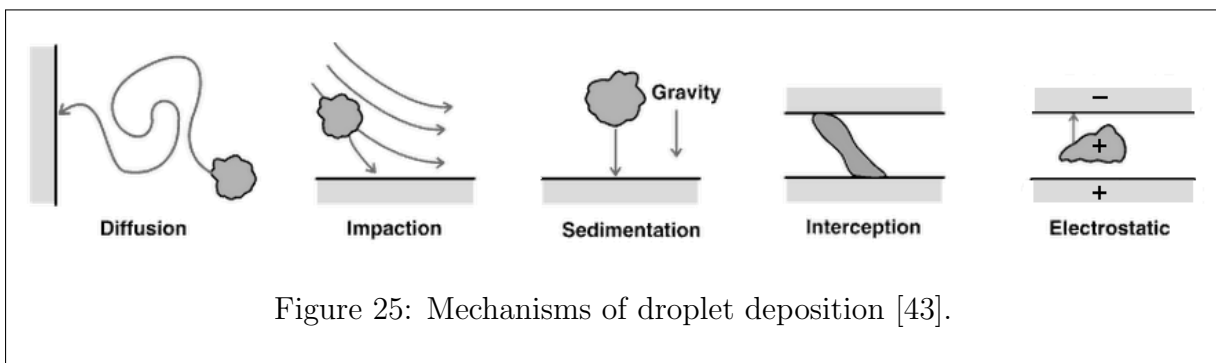 Gravity
−
+
+
Diffusion
Impaction
Sedimentation
Interception
Electrostatic
Figure 25: Mechanisms of droplet deposition [43].